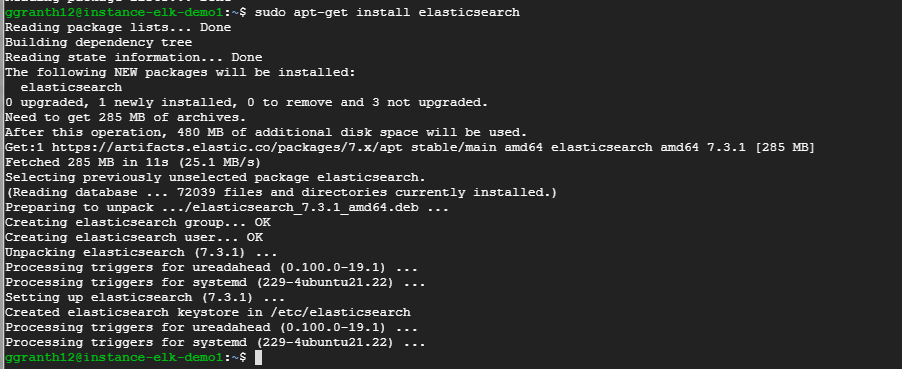 ggranth12@instance-elk-demo1:~$ sudo apt-get install elasticsearch
Reading package lists... Done
Building dependency tree
Reading state information... Done
The following NEW packages will be installed:
  elasticsearch
0 upgraded, 1 newly installed, 0 to remove and 3 not upgraded.
Need to get 285 MB of archives.
After this operation, 480 MB of additional disk space will be used.
Get:1 https://artifacts.elastic.co/packages/7.x/apt stable/main amd64 elasticsearch amd64 7.3.1 [285 MB]
Fetched 285 MB in 11s (25.1 MB/s)
Selecting previously unselected package elasticsearch.
(Reading database ... 72039 files and directories currently installed.)
Preparing to unpack .../elasticsearch_7.3.1_amd64.deb ...
Creating elasticsearch group... OK
Creating elasticsearch user... OK
Unpacking elasticsearch (7.3.1) ...
Processing triggers for ureadahead (0.100.0-19.1) ...
Processing triggers for systemd (229-4ubuntu21.22) ...
Setting up elasticsearch (7.3.1) ...
Created elasticsearch keystore in /etc/elasticsearch
Processing triggers for ureadahead (0.100.0-19.1) ...
Processing triggers for systemd (229-4ubuntu21.22) ...
ggranth12@instance-elk-demo1:~$